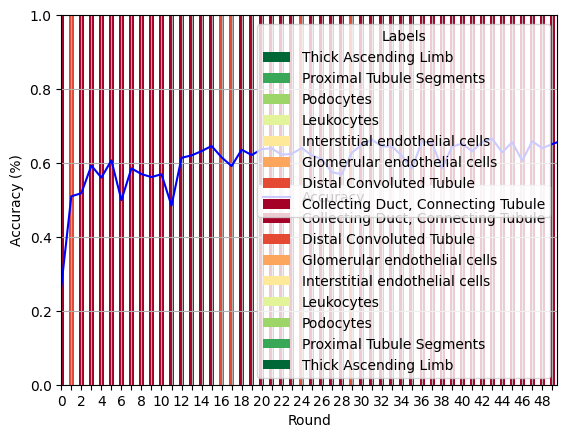 1.0
0.8
0.6
0.4
0.2
0.0
Accuracy (%)
Labels
Thick Ascending Limb
Proximal Tubule Segments
Podocytes
Leukocytes
Interstitial endothelial cells
Glomerular endothelial cells
Distal Convoluted Tubule
Accuracy
Collecting Duct, Connecting Tubule
Collecting Duct, Connecting Tubule
Distal Convoluted Tubule
Glomerular endothelial cells
Interstitial endothelial cells
Leukocytes
Podocytes
Proximal Tubule Segments
Thick Ascending Limb
0 2 4 6 8 10 12 14 16 18 20 22 24 26 28 30 32 34 36 38 40 42 44 46 48
Round